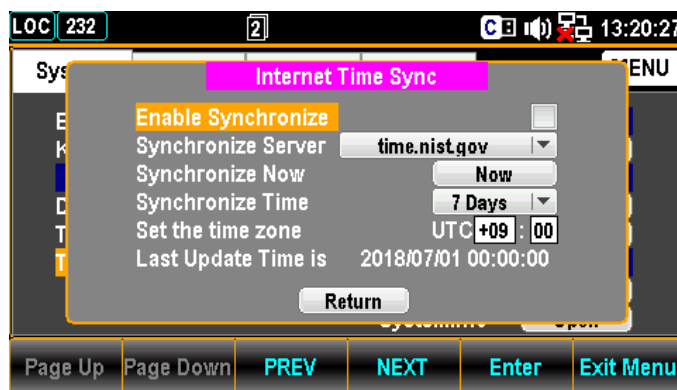 LOC 232 2 C 13:20:27
Sys ENU
Internet Time Sync
Enable Synchronize
Synchronize Server time.nist.gov
Synchronize Now Now
Synchronize Time 7 Days
Set the time zone UTC +09 : 00
Last Update Time is 2018/07/01 00:00:00
Return
Page Up Page Down PREV NEXT Enter Exit Menu